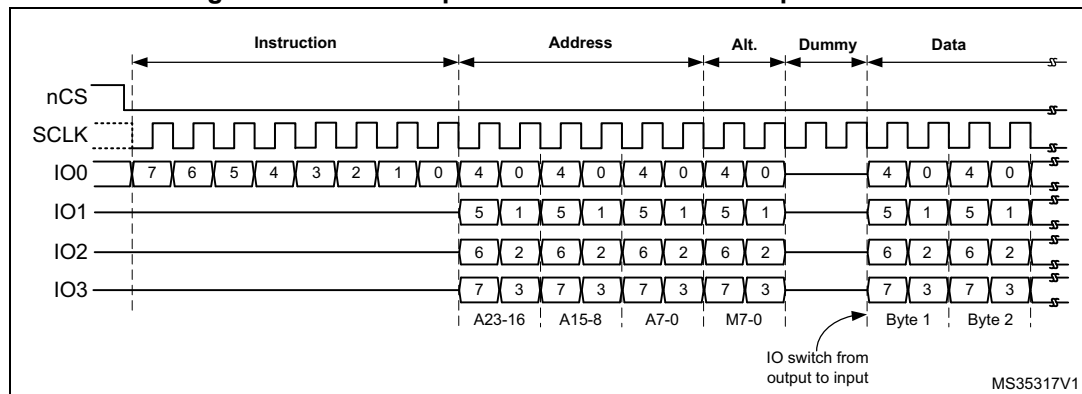 Instruction Address Alt. Dummy Data
nCS
SCLK
IO0 7 6 5 4 3 2 1 0 4 0 4 0 4 0 4 0 4 0 4 0
IO1 5 1 5 1 5 1 5 1 5 1 5 1
IO2 6 2 6 2 6 2 6 2 6 2 6 2
IO3 7 3 7 3 7 3 7 3 7 3 7 3
A23-16 A15-8 A7-0 M7-0 Byte 1 Byte 2
IO switch from
output to input
MS35317V1